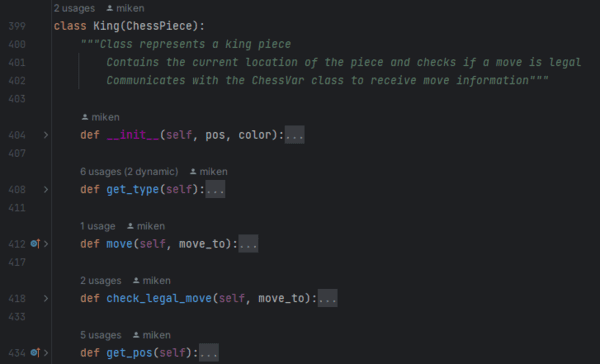 2 usages miken
399 class King(ChessPiece):
400 """Class represents a king piece
401 Contains the current location of the piece and checks if a move is legal
402 Communicates with the ChessVar class to receive move information"""
403
miken
404 def __init__(self, pos, color):...
407
6 usages (2 dynamic) miken
408 def get_type(self):...
411
1 usage miken
412 def move(self, move_to):...
417
2 usages miken
418 def check_legal_move(self, move_to):...
433
5 usages miken
434 def get_pos(self):...